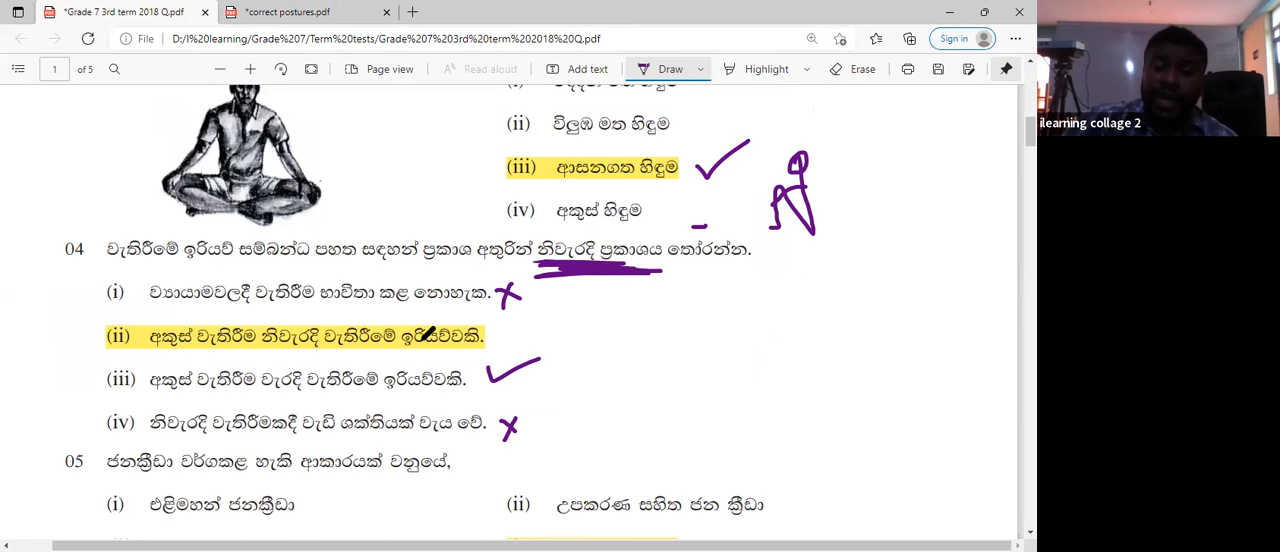 *Grade 7 3rd term 2018 Q.pdf
*correct postures.pdf
File D:/I%20learning/Grade%207/Term%20tests/Grade%207%203rd%20term%202018%20Q.pdf Sign in
1 of 5 Page view Read aloud Add text Draw Highlight Erase
(ii) විලුඹ මත හිඳුම
(iii) ආසනගත හිඳුම
(iv) අකුස් හිඳුම
04 වැතිරීමේ ඉරියව් සම්බන්ධ පහත සඳහන් ප්‍රකාශ අතුරින් නිවැරදි ප්‍රකාශය තෝරන්න.
(i) ව්‍යායාමවලදී වැතිරීම භාවිතා කළ නොහැක.
(ii) අකුස් වැතිරීම නිවැරදි වැතිරීමේ ඉරියව්වකි.
(iii) අකුස් වැතිරීම වැරදි වැතිරීමේ ඉරියව්වකි.
(iv) නිවැරදි වැතිරීමකදී වැඩි ශක්තියක් වැය වේ.
05 ජනක්‍රීඩා වර්ගකළ හැකි ආකාරයක් වනුයේ,
(i) එළිමහන් ජනක්‍රීඩා
(ii) උපකරණ සහිත ජන ක්‍රීඩා
ilearning collage 2